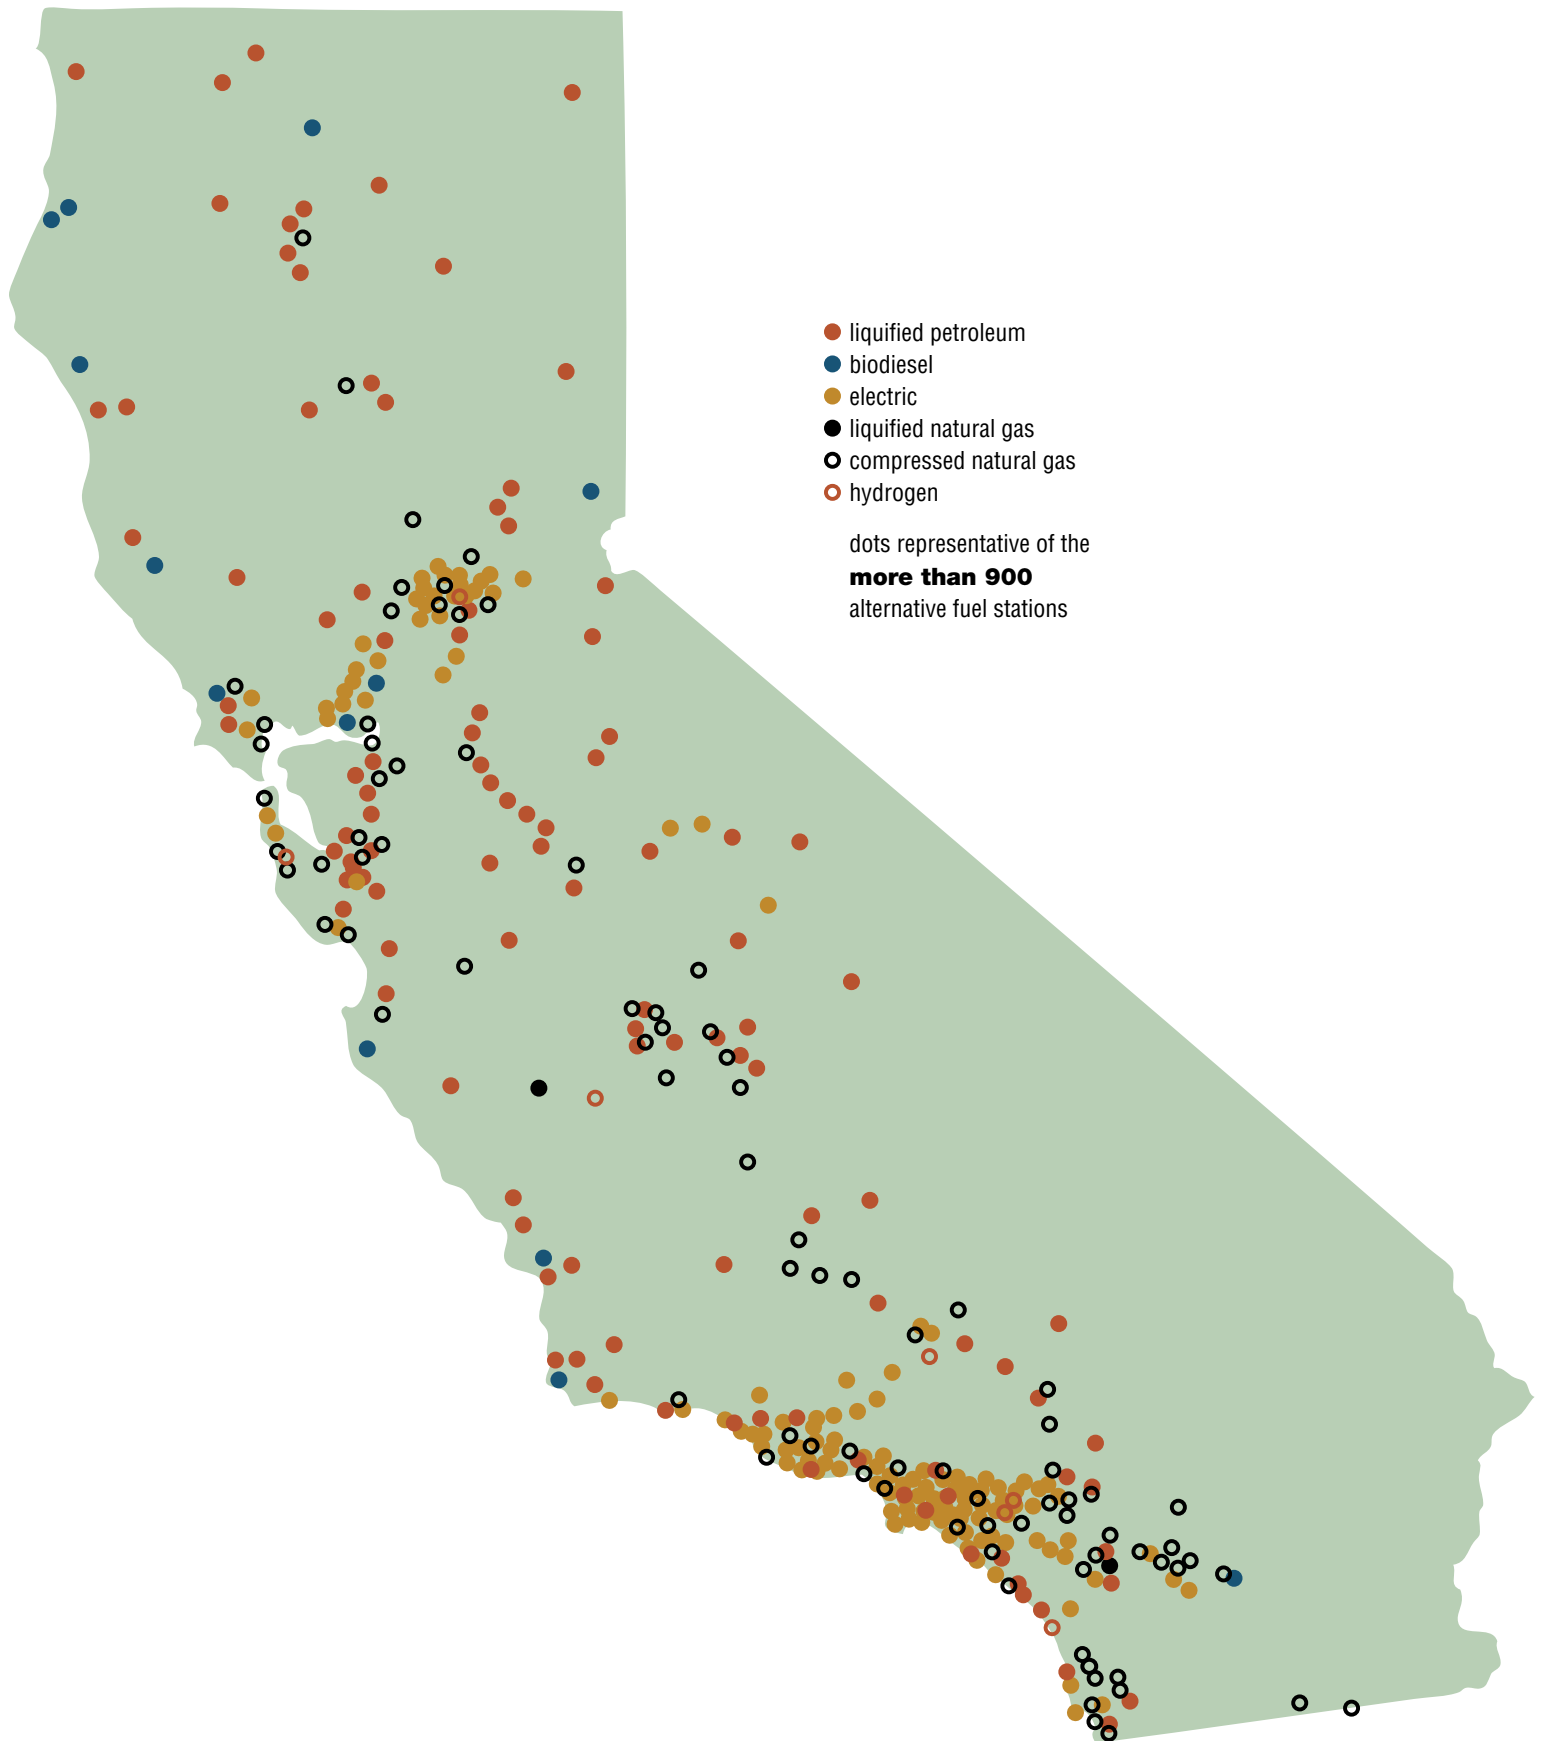 liquified petroleum
biodiesel
electric
liquified natural gas
compressed natural gas
hydrogen
dots representative of the
more than 900
alternative fuel stations